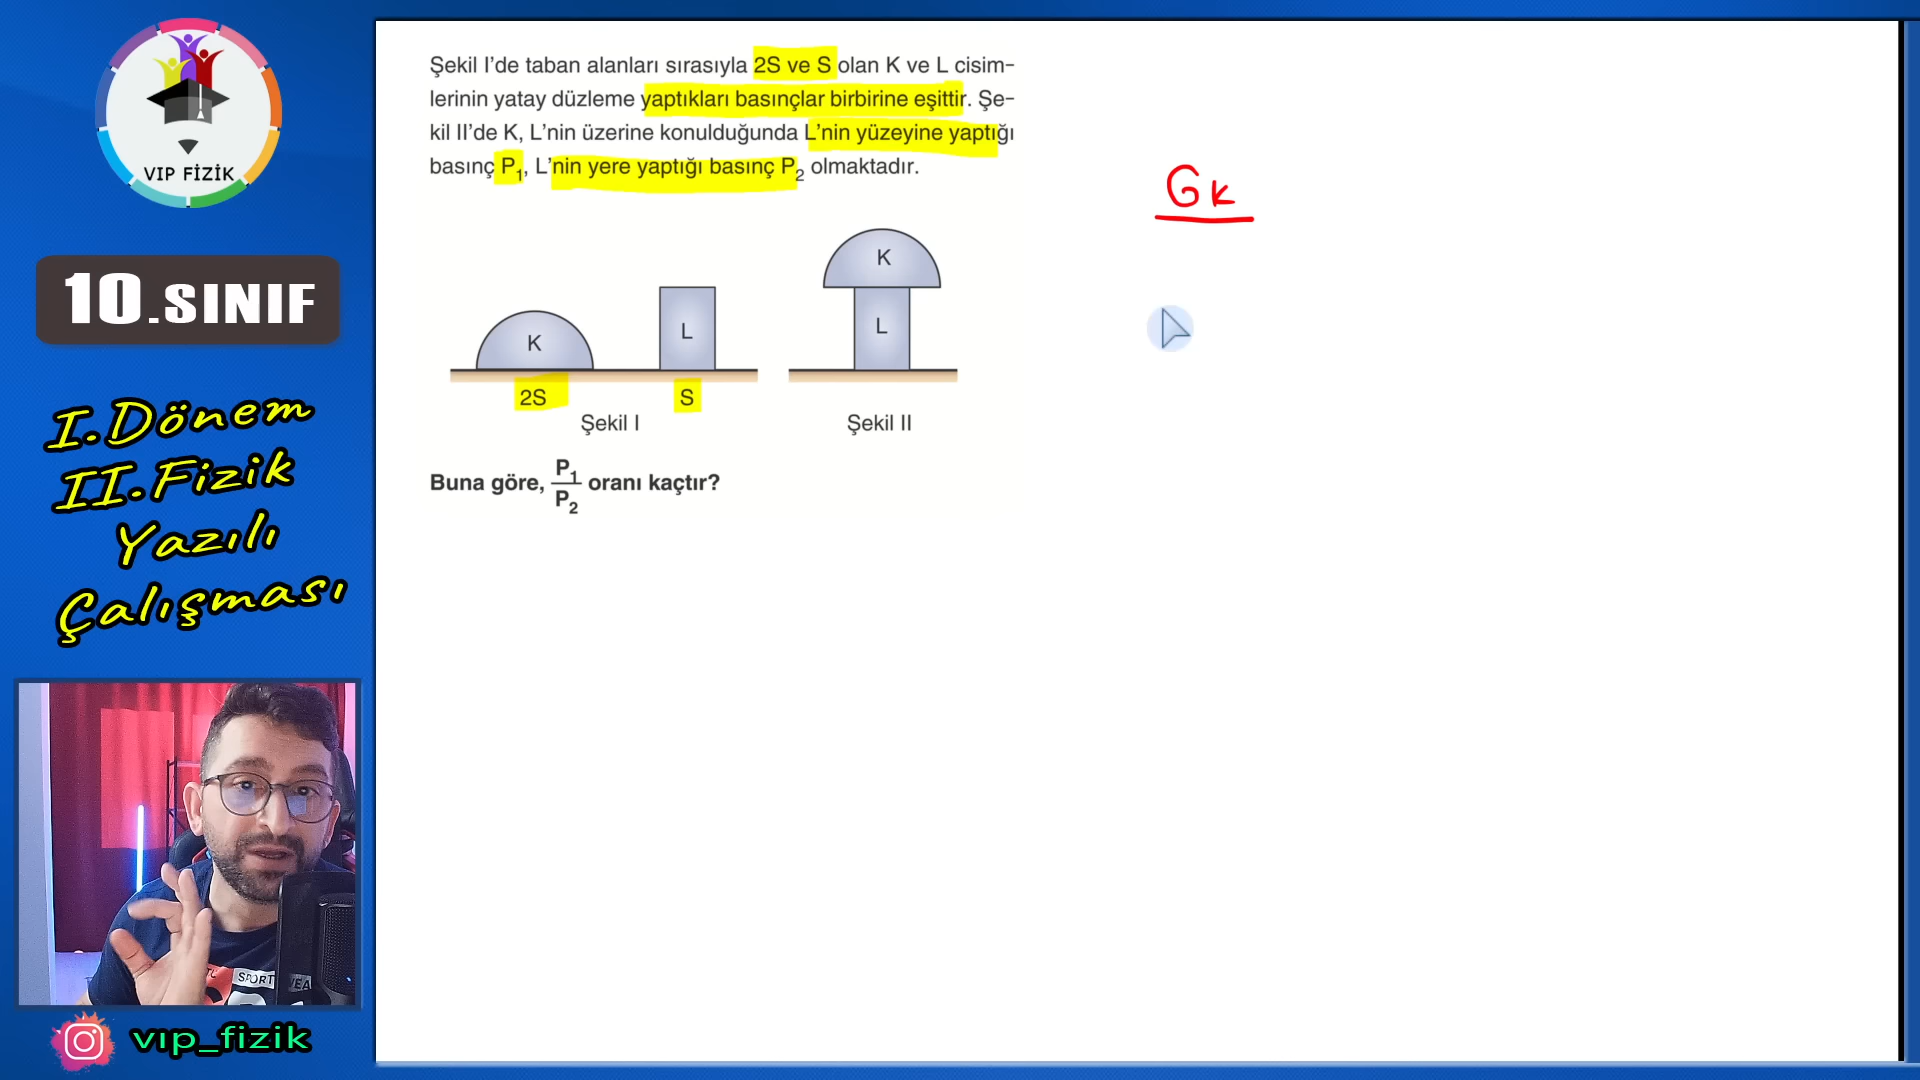 VIP FİZİK
10.SINIF
I.Dönem
II.Fizik
Yazılı
Çalışması
SPORT
vıp_fizik
Şekil I’de taban alanları sırasıyla 2S ve S olan K ve L cisim-
lerinin yatay düzleme yaptıkları basınçlar birbirine eşittir. Şe-
kil II’de K, L’nin üzerine konulduğunda L’nin yüzeyine yaptığı
basınç P1, L’nin yere yaptığı basınç P2 olmaktadır.
K
L
K
L
2S
S
Şekil I
Şekil II
Buna göre, P1/P2 oranı kaçtır?
GK